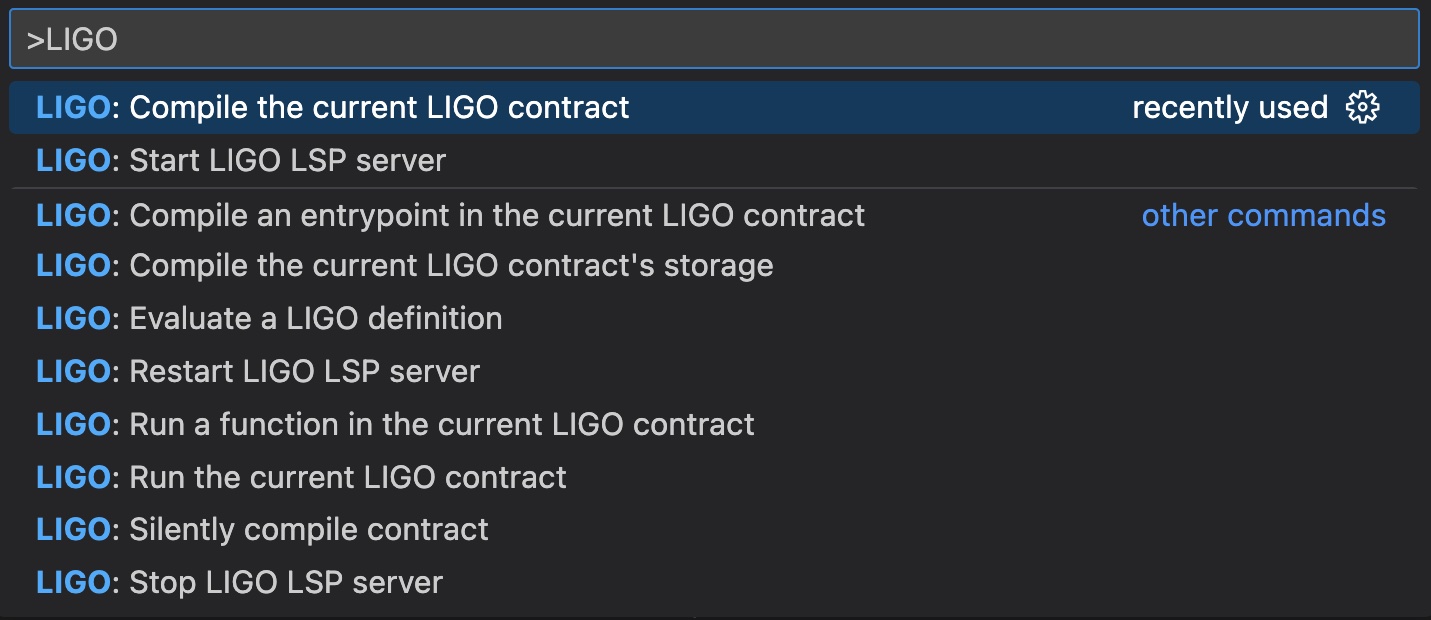 >LIGO
LIGO: Compile the current LIGO contract recently used
LIGO: Start LIGO LSP server
LIGO: Compile an entrypoint in the current LIGO contract other commands
LIGO: Compile the current LIGO contract's storage
LIGO: Evaluate a LIGO definition
LIGO: Restart LIGO LSP server
LIGO: Run a function in the current LIGO contract
LIGO: Run the current LIGO contract
LIGO: Silently compile contract
LIGO: Stop LIGO LSP server